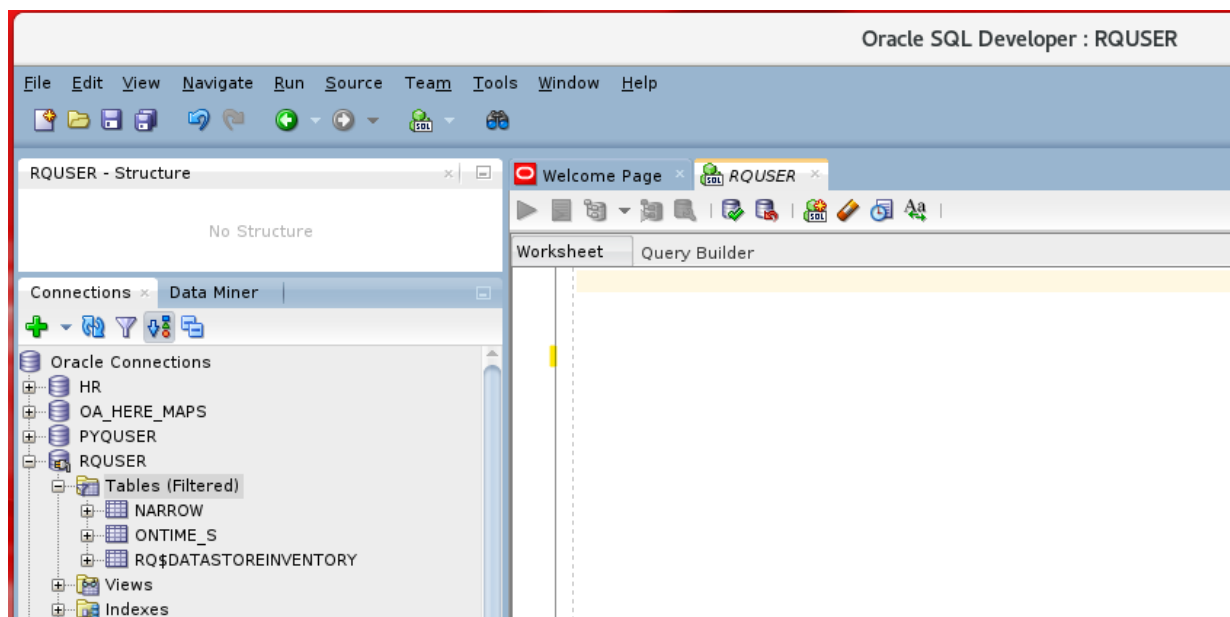 Oracle SQL Developer : RQUSER
File Edit View Navigate Run Source Team Tools Window Help
RQUSER - Structure
No Structure
Connections Data Miner
Oracle Connections
HR
OA_HERE_MAPS
PYQUSER
RQUSER
Tables (Filtered)
NARROW
ONTIME_S
RQ$DATASTOREINVENTORY
Views
Indexes
Welcome Page RQUSER
Worksheet Query Builder